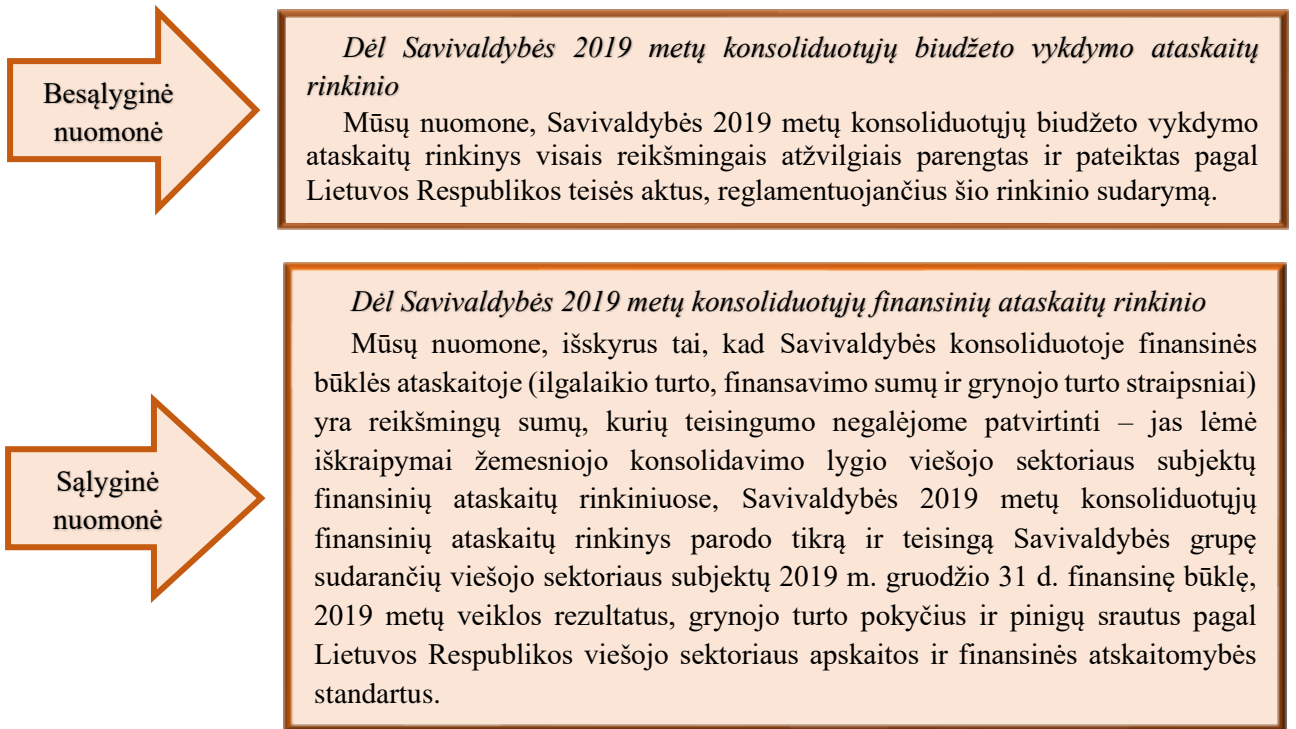 Besąlyginė
nuomonė
Dėl Savivaldybės 2019 metų konsoliduotųjų biudžeto vykdymo ataskaitų
rinkinio
Mūsų nuomone, Savivaldybės 2019 metų konsoliduotųjų biudžeto vykdymo
ataskaitų rinkinys visais reikšmingais atžvilgiais parengtas ir pateiktas pagal
Lietuvos Respublikos teisės aktus, reglamentuojančius šio rinkinio sudarymą.
Sąlyginė
nuomonė
Dėl Savivaldybės 2019 metų konsoliduotųjų finansinių ataskaitų rinkinio
Mūsų nuomone, išskyrus tai, kad Savivaldybės konsoliduotoje finansinės
būklės ataskaitoje (ilgalaikio turto, finansavimo sumų ir grynojo turto straipsniai)
yra reikšmingų sumų, kurių teisingumo negalėjome patvirtinti – jas lėmė
iškraipymai žemesniojo konsolidavimo lygio viešojo sektoriaus subjektų
finansinių ataskaitų rinkiniuose, Savivaldybės 2019 metų konsoliduotųjų
finansinių ataskaitų rinkinys parodo tikrą ir teisingą Savivaldybės grupę
sudarančių viešojo sektoriaus subjektų 2019 m. gruodžio 31 d. finansinę būklę,
2019 metų veiklos rezultatus, grynojo turto pokyčius ir pinigų srautus pagal
Lietuvos Respublikos viešojo sektoriaus apskaitos ir finansinės atskaitomybės
standartus.